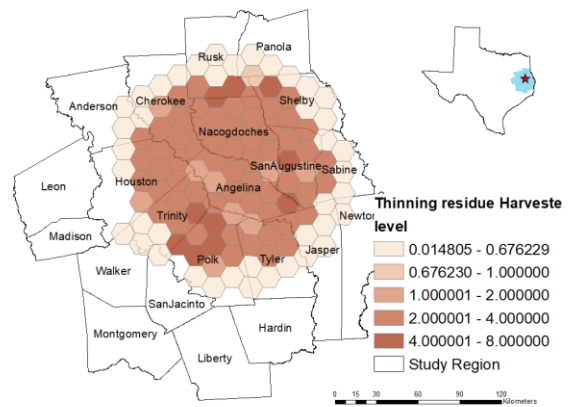 Panola
Rusk
Anderson
Cherokee
Shelby
Nacogdoches
SanAugustine
Sabine
Leon
Houston
Angelina
Thinning residue Harveste
level
Trinity
Newton
Madison
Jasper
0.014805 - 0.676229
Walker
Polk
Tyler
0.676230 - 1.000000
SanJacinto
1.000001 - 2.000000
Montgomery
Hardin
2.000001 - 4.000000
4.000001 - 8.000000
Liberty
Study Region
0 15 30 60 90 120
Kilometers